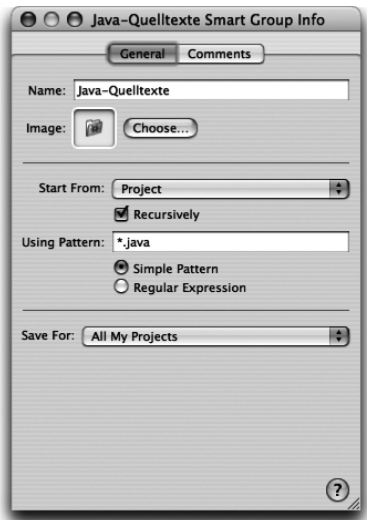 Java-Quelltexte Smart Group Info
General Comments
Name: Java-Quelltexte
Image: Choose...
Start From: Project
Recursively
Using Pattern: *.java
Simple Pattern
Regular Expression
Save For: All My Projects
?